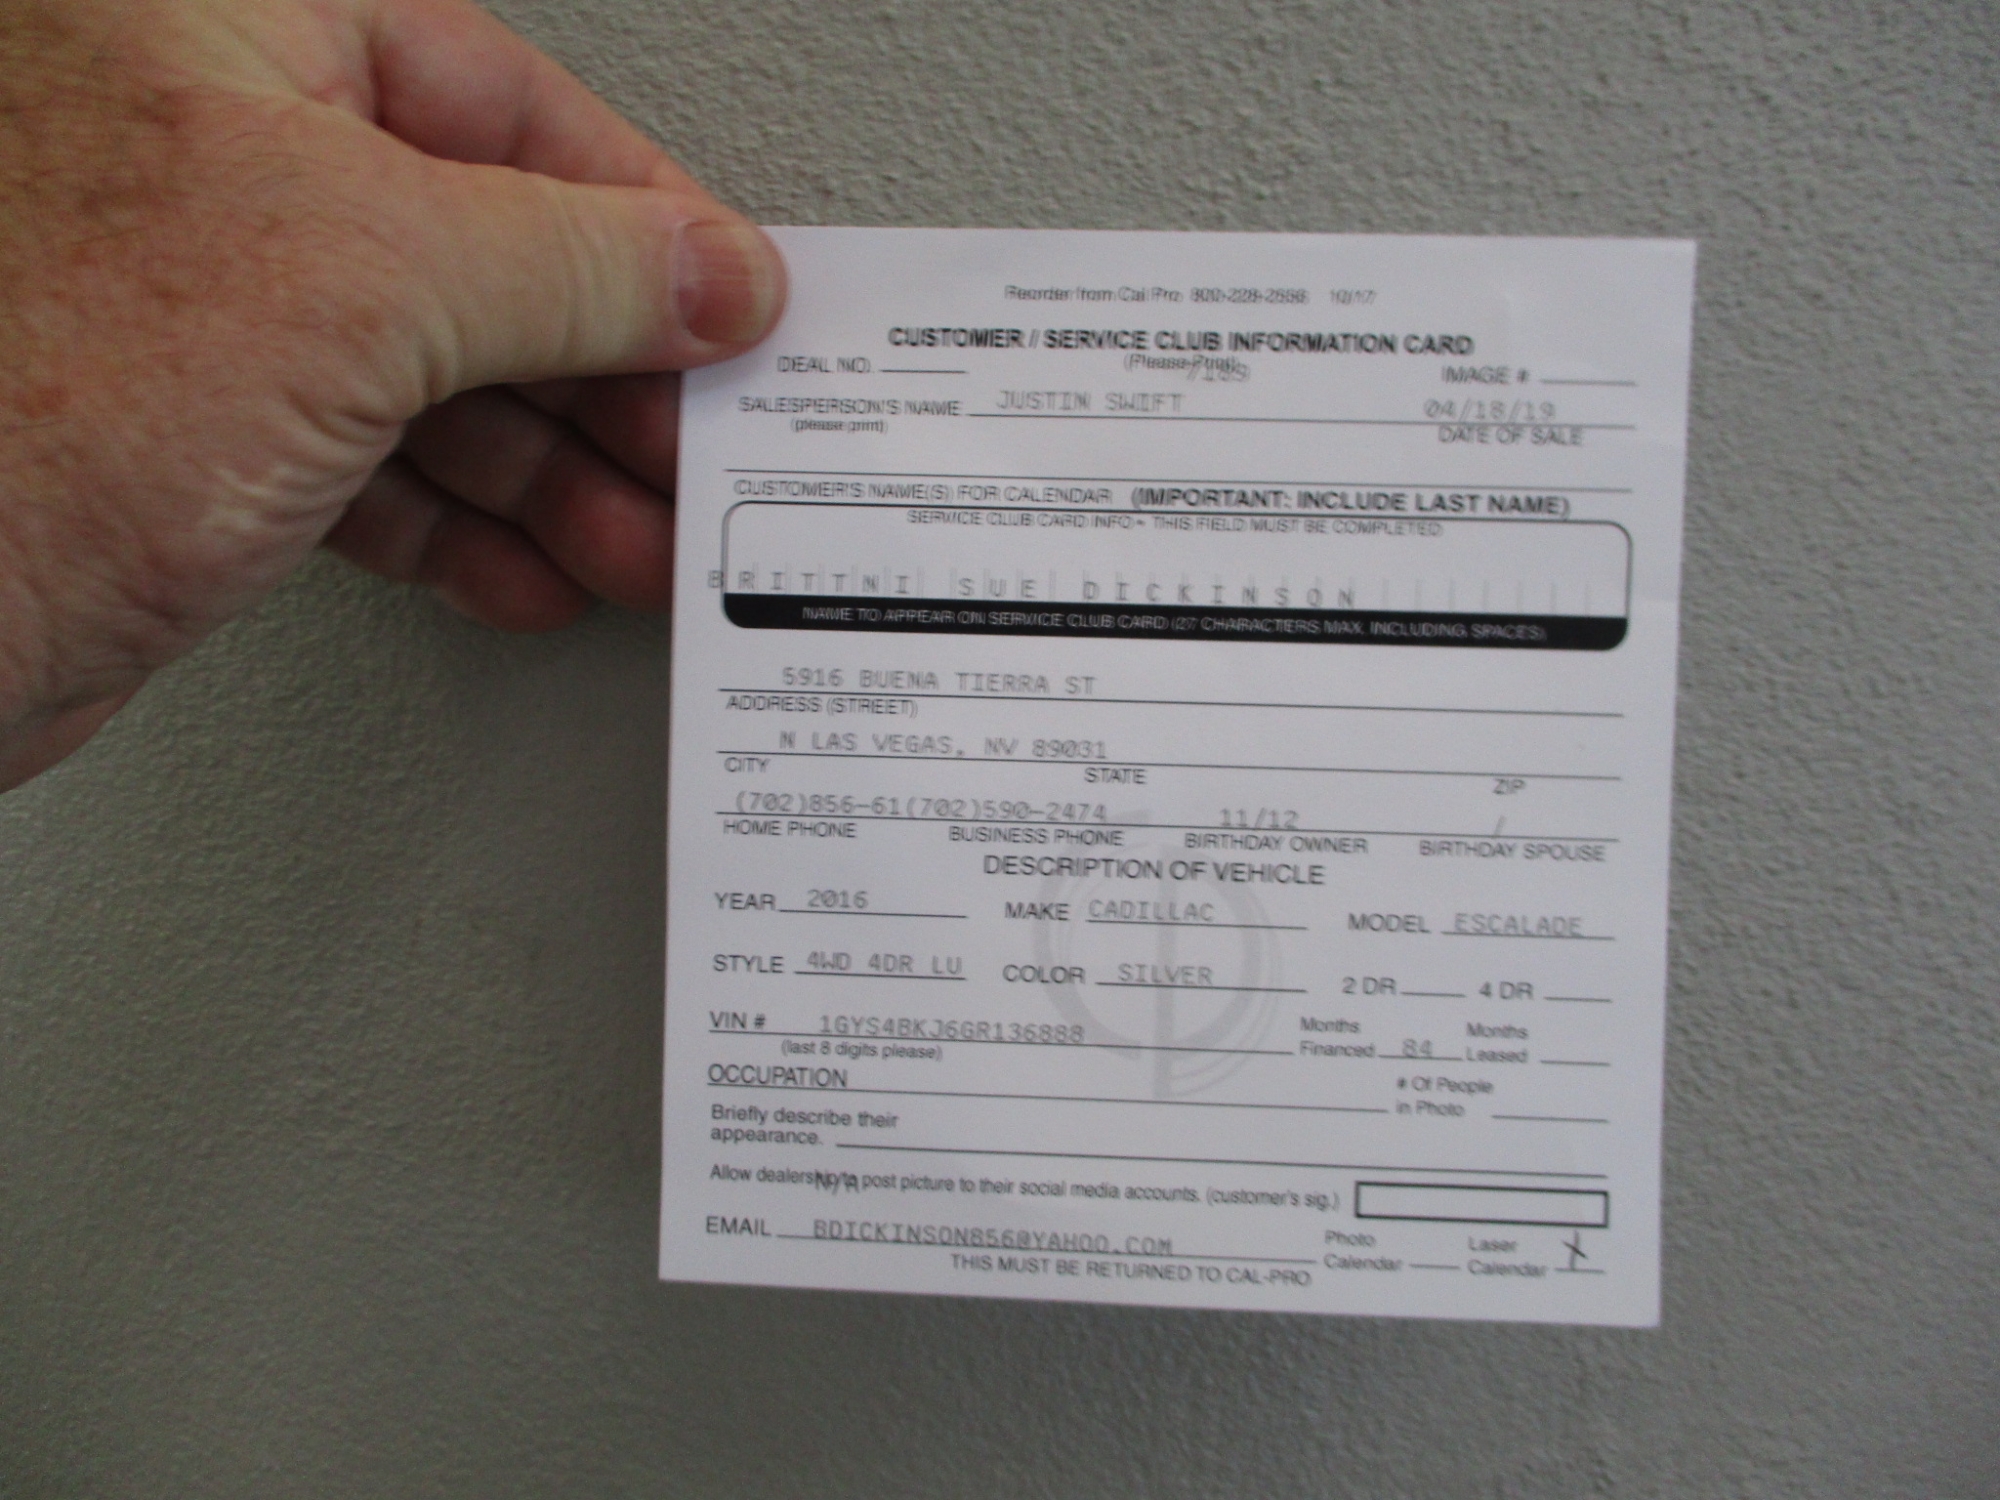 Reorder from Cal Pro 800-228-2686 10/17
CUSTOMER / SERVICE CLUB INFORMATION CARD
DEAL NO. (Please Print) IMAGE #
SALESPERSON'S NAME JUSTIN SWIFT 04/18/19
(please print) DATE OF SALE
CUSTOMER'S NAME(S) FOR CALENDAR (IMPORTANT: INCLUDE LAST NAME)
SERVICE CLUB CARD INFO - THIS FIELD MUST BE COMPLETED
BRITTNI SUE DICKINSON
NAME TO APPEAR ON SERVICE CLUB CARD (27 CHARACTERS MAX. INCLUDING SPACES)
5916 BUENA TIERRA ST
ADDRESS (STREET)
N LAS VEGAS, NV 89031
CITY STATE ZIP
(702)856-61(702)590-2474 11/12 /
HOME PHONE BUSINESS PHONE BIRTHDAY OWNER BIRTHDAY SPOUSE
DESCRIPTION OF VEHICLE
YEAR 2016 MAKE CADILLAC MODEL ESCALADE
STYLE 4WD 4DR LU COLOR SILVER 2 DR 4 DR
VIN # 1GYS4BKJ6GR136888 Months Financed 84 Months Leased
(last 8 digits please)
OCCUPATION # Of People in Photo
Briefly describe their
appearance.
Allow dealership to post picture to their social media accounts. (customer's sig.)
N/A
EMAIL BDICKINSON856@YAHOO.COM Photo Calendar Laser Calendar X
THIS MUST BE RETURNED TO CAL-PRO